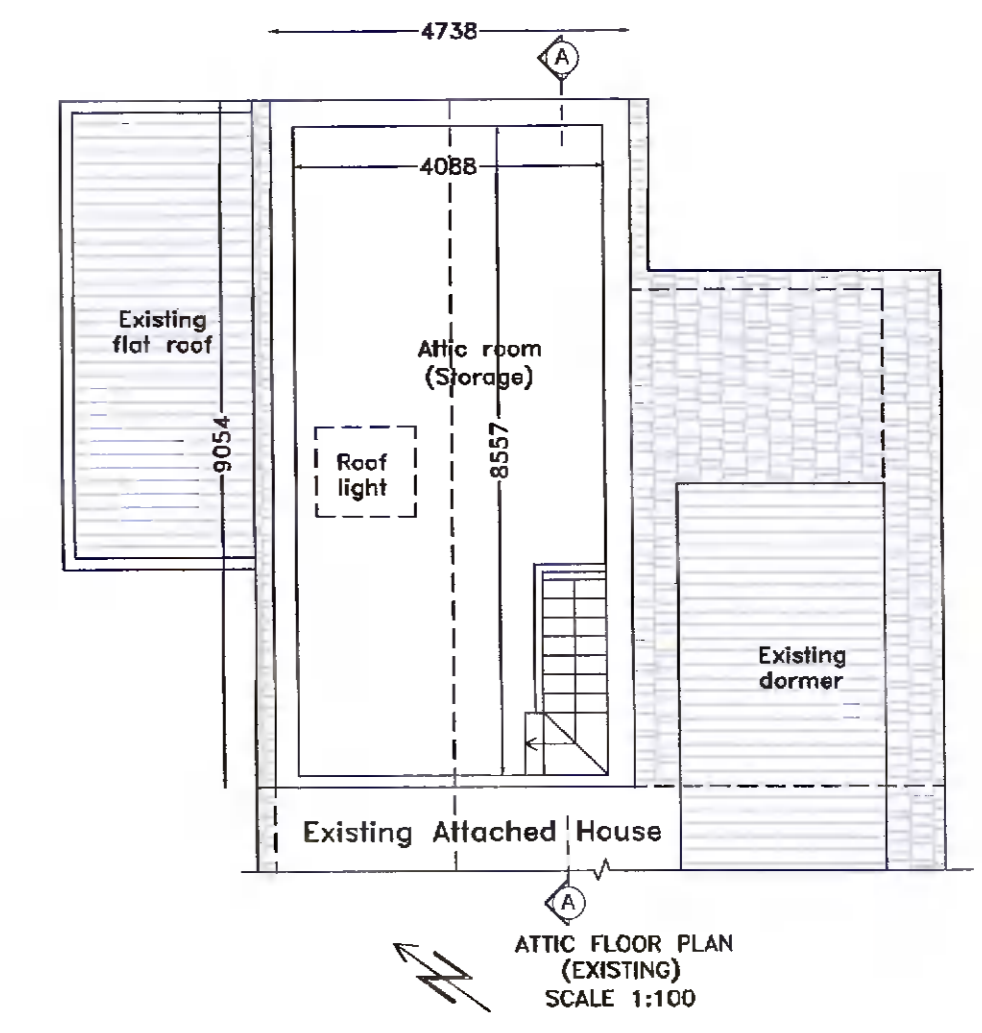 4738
A
4088
Existing
flat roof
Attic room
(Storage)
9054
8557
Roof
light
Existing
dormer
Existing Attached House
A
ATTIC FLOOR PLAN
(EXISTING)
SCALE 1:100